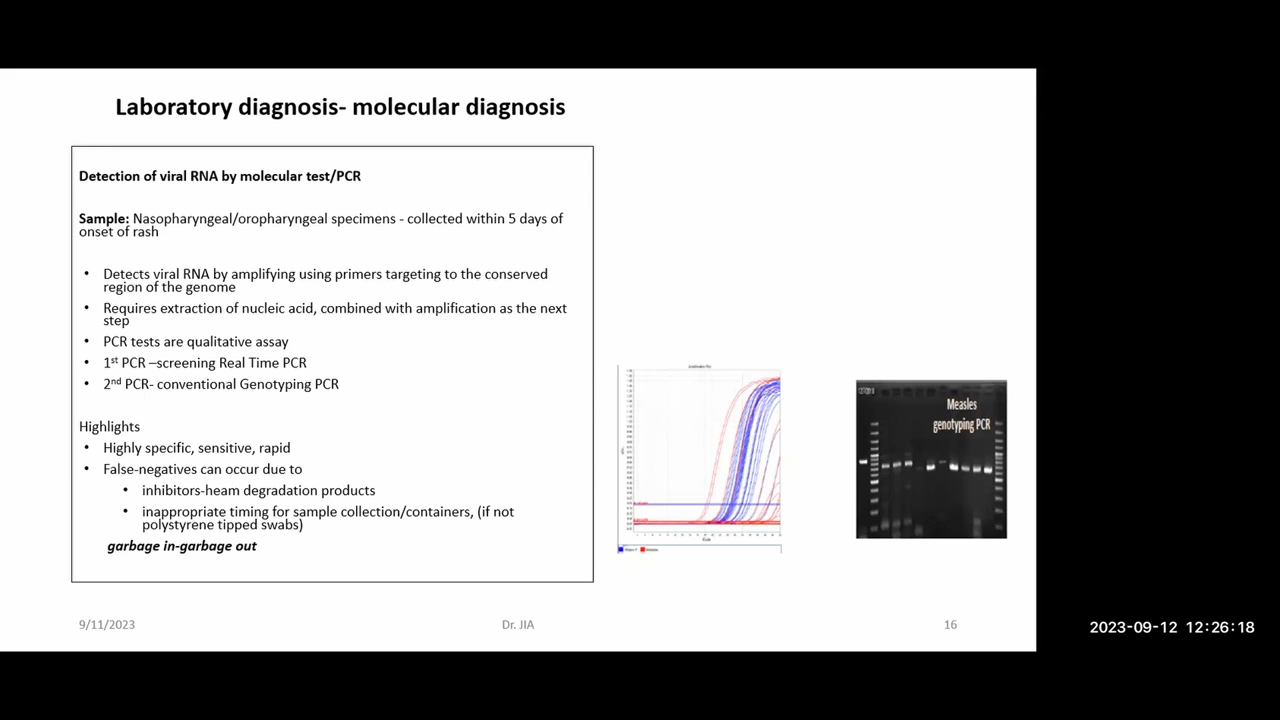 Laboratory diagnosis- molecular diagnosis
Detection of viral RNA by molecular test/PCR
Sample: Nasopharyngeal/oropharyngeal specimens - collected within 5 days of
onset of rash
• Detects viral RNA by amplifying using primers targeting to the conserved
region of the genome
• Requires extraction of nucleic acid, combined with amplification as the next
step
• PCR tests are qualitative assay
• 1st PCR –screening Real Time PCR
• 2nd PCR- conventional Genotyping PCR
Highlights
• Highly specific, sensitive, rapid
• False-negatives can occur due to
• inhibitors-heam degradation products
• inappropriate timing for sample collection/containers, (if not
polystyrene tipped swabs)
garbage in-garbage out
Measles
genotyping PCR
9/11/2023
Dr. JIA
16
2023-09-12 12:26:18